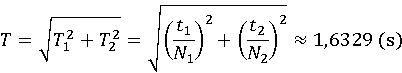 T = √(T₁² + T₂²) = √((t₁/N₁)² + (t₂/N₂)²) ≈ 1,6329 (s)